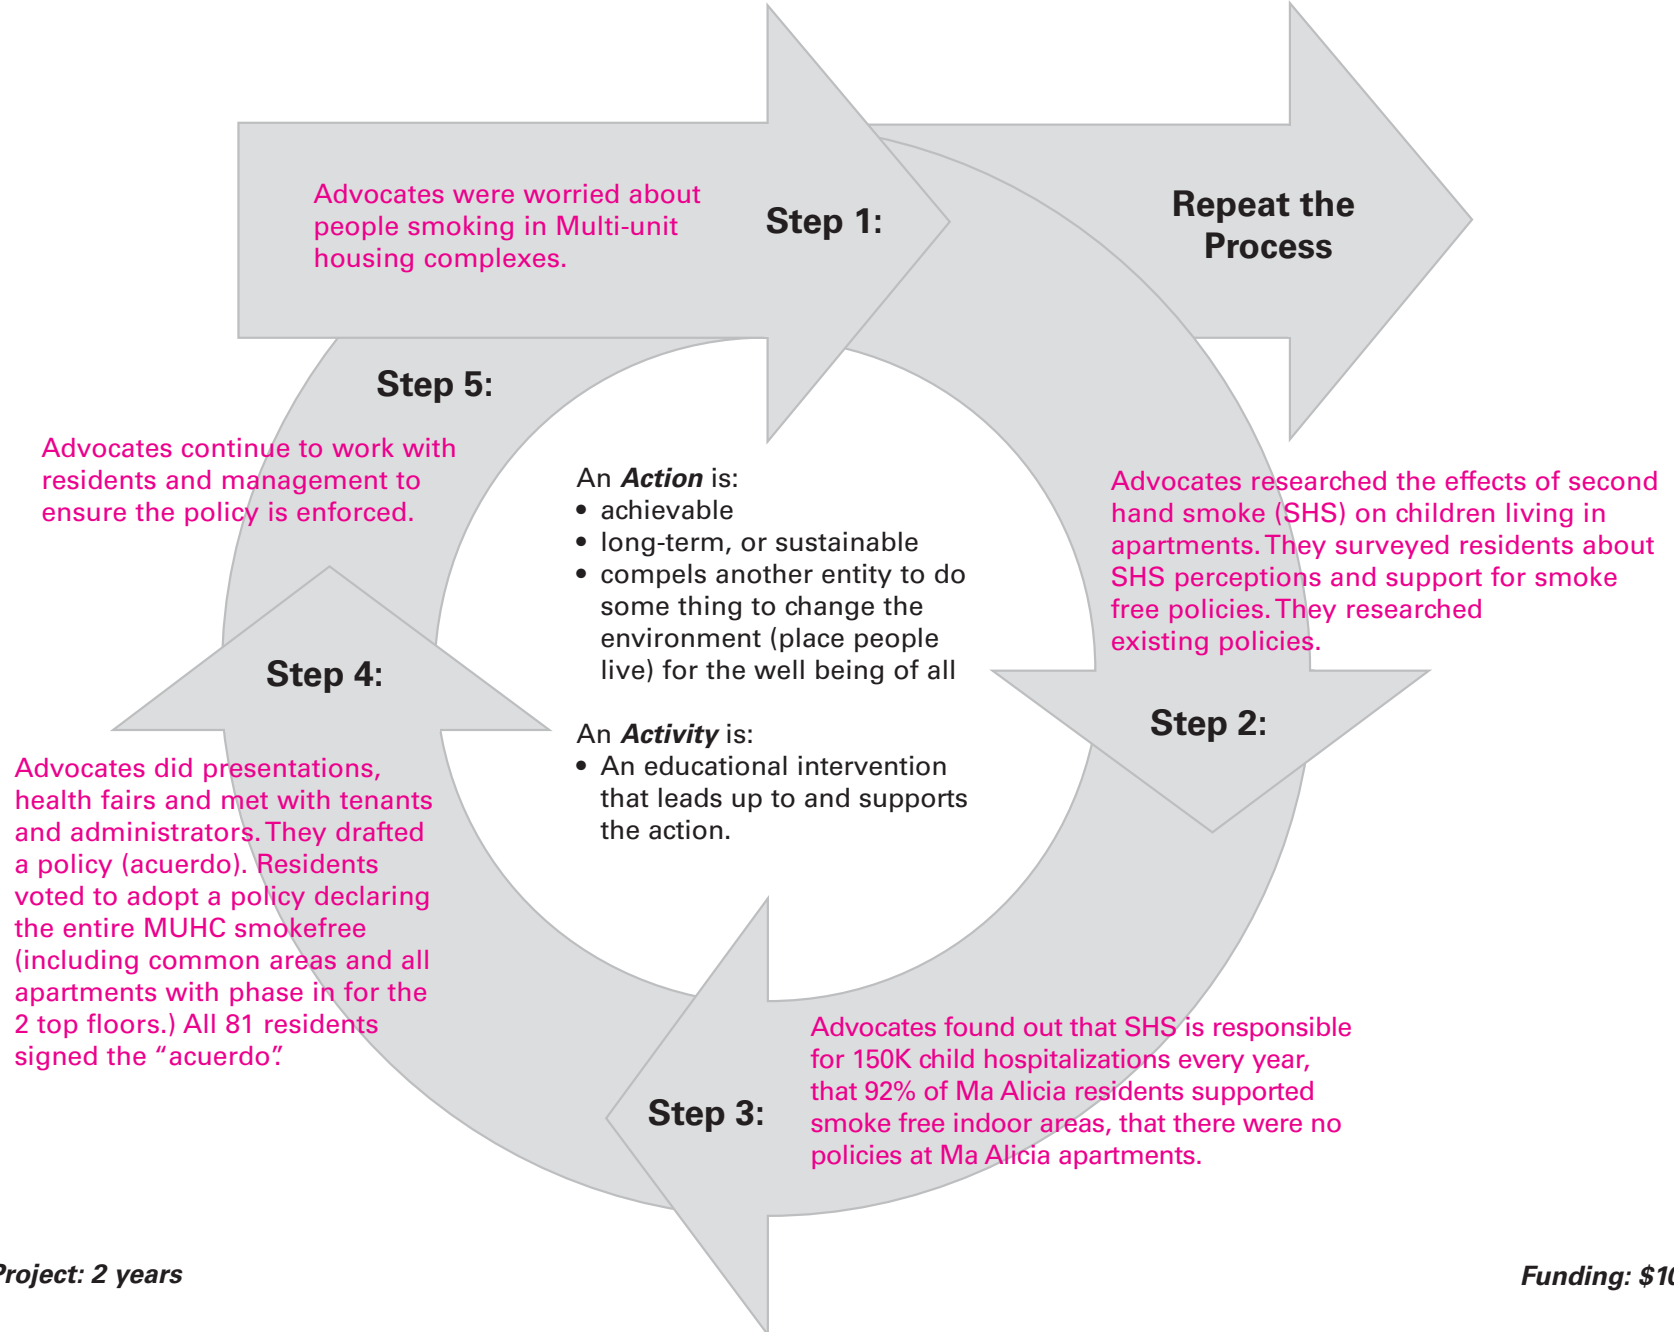 Advocates were worried about
people smoking in Multi-unit
housing complexes.
Step 1:
Repeat the
Process
Advocates researched the effects of second
hand smoke (SHS) on children living in
apartments. They surveyed residents about
SHS perceptions and support for smoke
free policies. They researched
existing policies.
Step 2:
Step 3:
Advocates found out that SHS is responsible
for 150K child hospitalizations every year,
that 92% of Ma Alicia residents supported
smoke free indoor areas, that there were no
policies at Ma Alicia apartments.
Step 4:
Advocates did presentations,
health fairs and met with tenants
and administrators. They drafted
a policy (acuerdo). Residents
voted to adopt a policy declaring
the entire MUHC smokefree
(including common areas and all
apartments with phase in for the
2 top floors.) All 81 residents
signed the “acuerdo”.
Step 5:
Advocates continue to work with
residents and management to
ensure the policy is enforced.
An Action is:
• achievable
• long-term, or sustainable
• compels another entity to do
some thing to change the
environment (place people
live) for the well being of all
An Activity is:
• An educational intervention
that leads up to and supports
the action.
Project: 2 years
Funding: